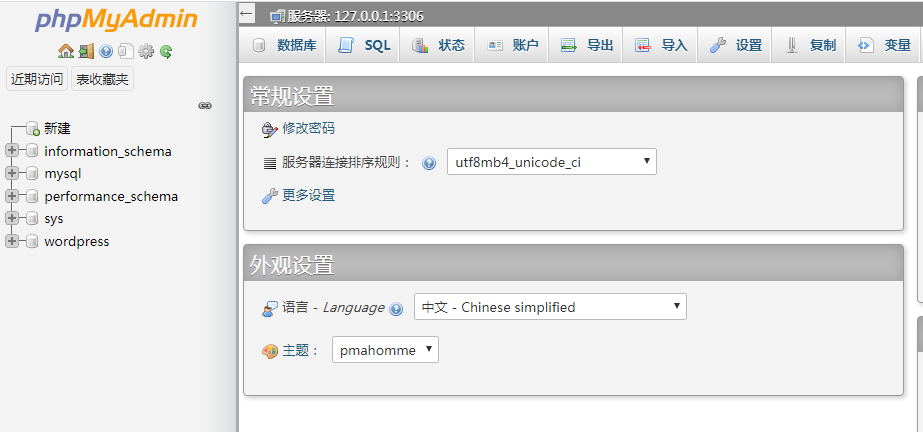 phpMyAdmin
近期访问 表收藏夹
新建
information_schema
mysql
performance_schema
sys
wordpress
服务器: 127.0.0.1:3306
数据库 SQL 状态 账户 导出 导入 设置 复制 变量
常规设置
修改密码
服务器连接排序规则： utf8mb4_unicode_ci
更多设置
外观设置
语言 - Language 中文 - Chinese simplified
主题： pmahomme